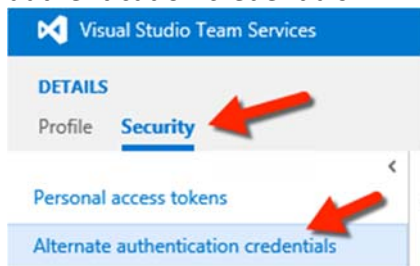 Visual Studio Team Services
DETAILS
Profile Security
<
Personal access tokens
Alternate authentication credentials